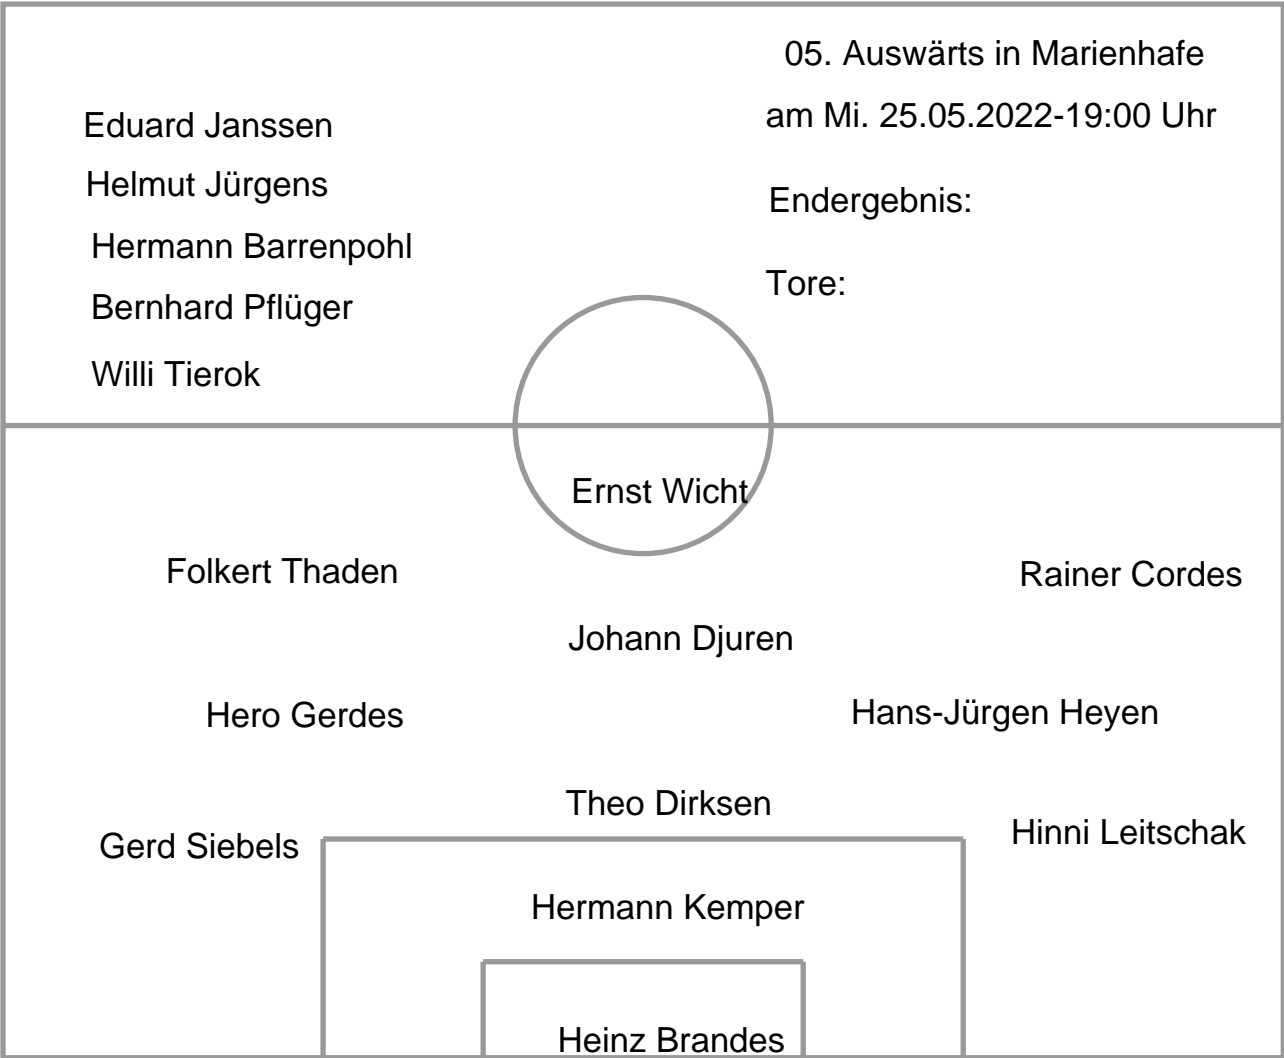 05. Auswärts in Marienhafe
am Mi. 25.05.2022-19:00 Uhr
Endergebnis:
Tore:
Eduard Janssen
Helmut Jürgens
Hermann Barrenpohl
Bernhard Pflüger
Willi Tierok
Ernst Wicht
Folkert Thaden
Rainer Cordes
Johann Djuren
Hero Gerdes
Hans-Jürgen Heyen
Theo Dirksen
Gerd Siebels
Hinni Leitschak
Hermann Kemper
Heinz Brandes